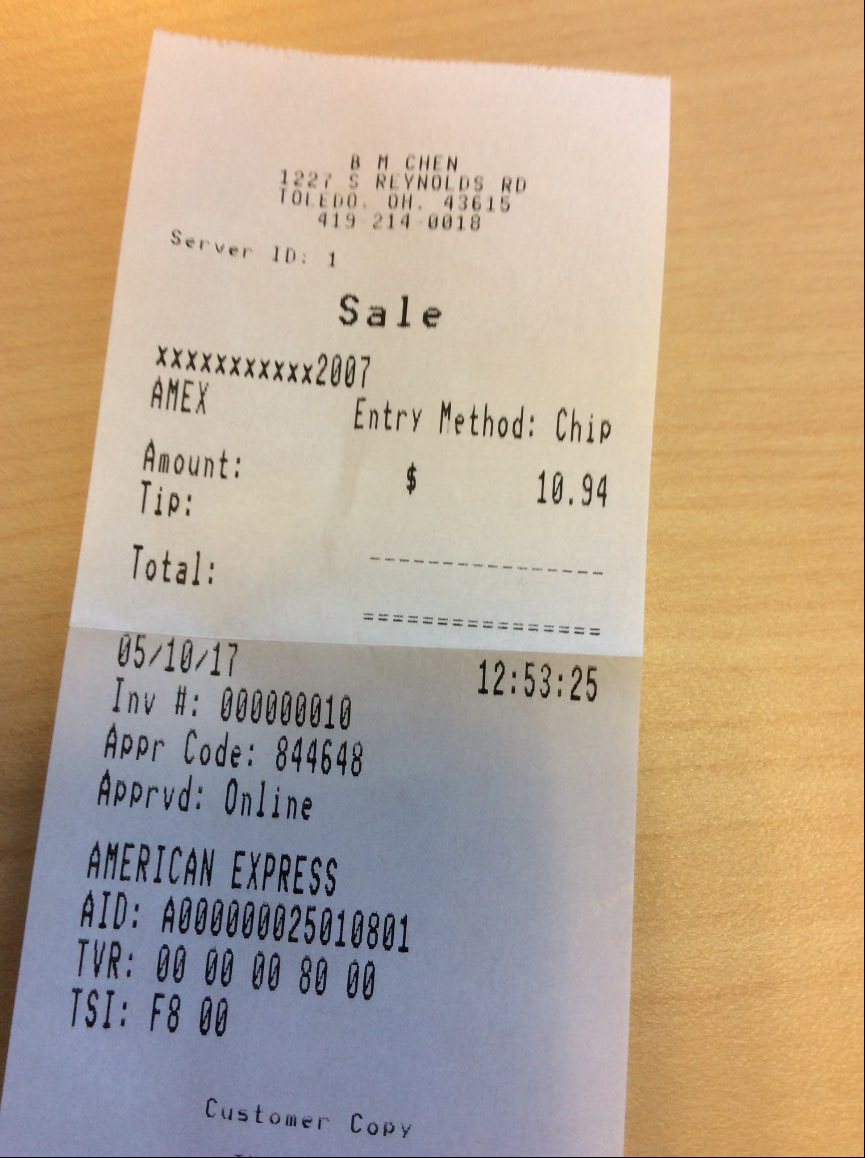 B M CHEN
1227 S REYNOLDS RD
TOLEDO, OH, 43615
419 214-0018
Server ID: 1
Sale
xxxxxxxxxxx2007
AMEX
Entry Method: Chip
Amount: $ 10.94
Tip:
---------------
Total:
===============
05/10/17 12:53:25
Inv #: 000000010
Appr Code: 844648
Apprvd: Online
AMERICAN EXPRESS
AID: A000000025010801
TVR: 00 00 00 80 00
TSI: F8 00
Customer Copy